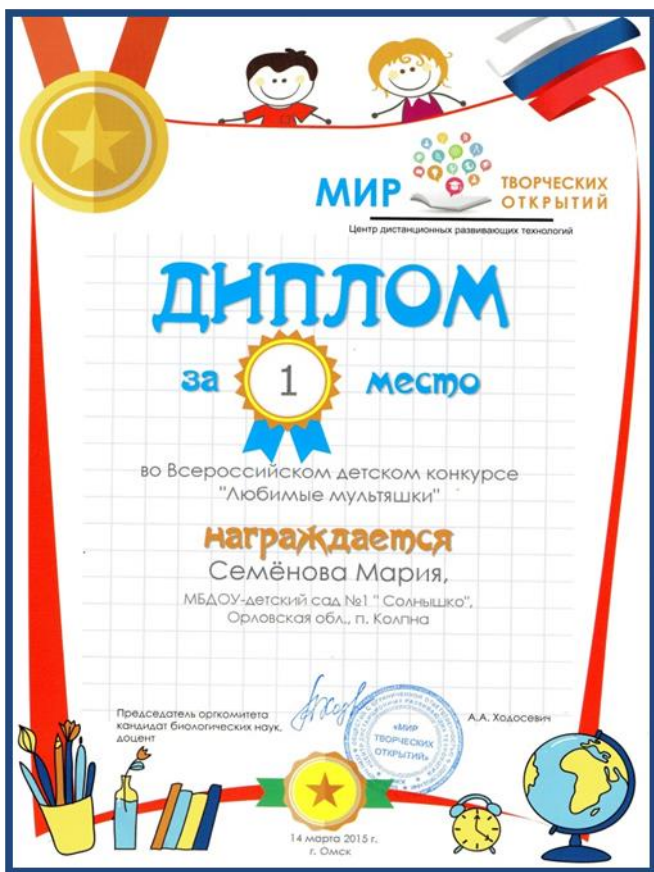 МИР ТВОРЧЕСКИХ
ОТКРЫТИЙ
Центр дистанционных развивающих технологий
ДИПЛОМ
за 1 место
во Всероссийском детском конкурсе
"Любимые мультяшки"
награждается
Семёнова Мария,
МБДОУ-детский сад №1 " Солнышко",
Орловская обл., п. Колпна
Председатель оргкомитета
кандидат биологических наук,
доцент
А.А. Ходосевич
«МИР
ТВОРЧЕСКИХ
ОТКРЫТИЙ»
14 марта 2015 г.
г. Омск